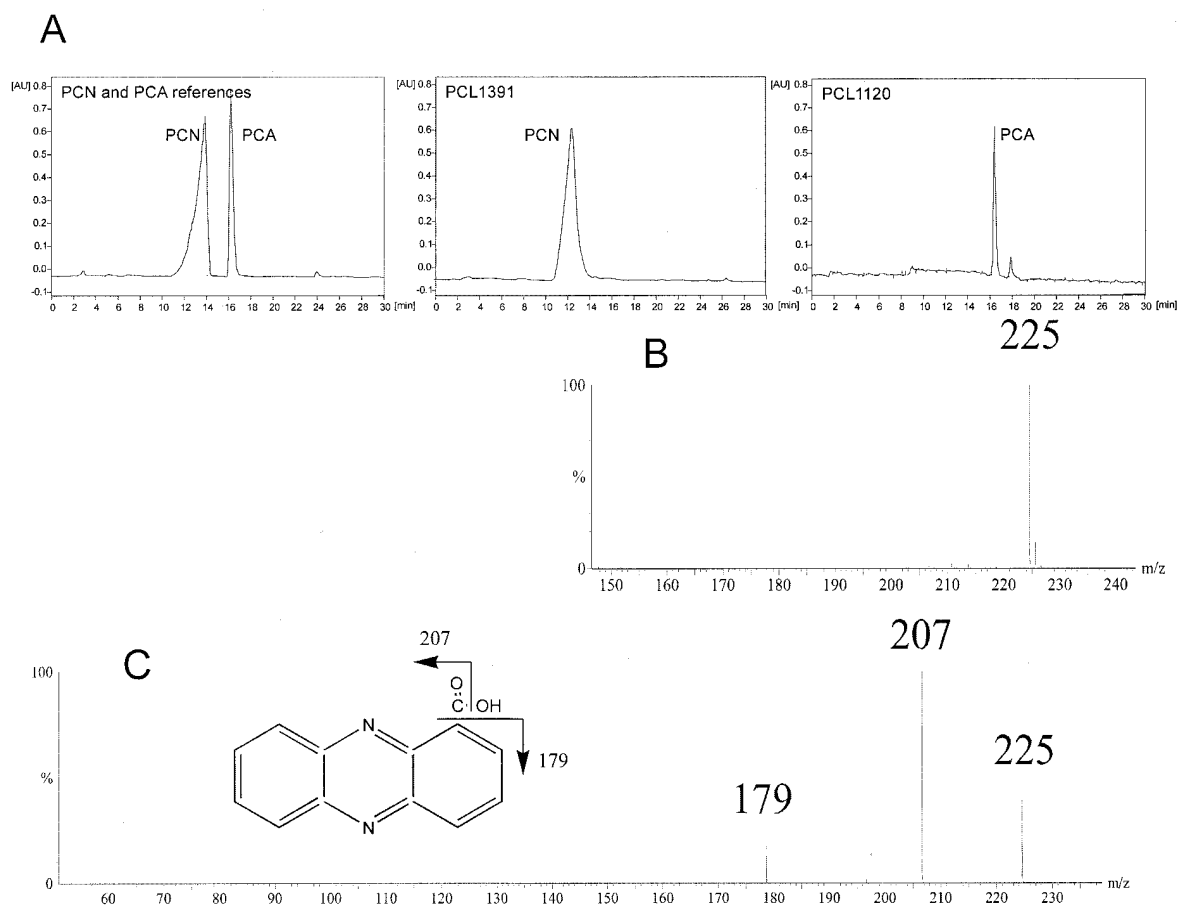 A
[AU] 0.8 0.7 0.6 0.5 0.4 0.3 0.2 0.1 0.0 -0.1
PCN and PCA references
PCN PCA
0 2 4 6 8 10 12 14 16 18 20 22 24 26 28 30 [min]
[AU] 0.8 0.7 0.6 0.5 0.4 0.3 0.2 0.1 0.0 -0.1
PCL1391
PCN
0 2 4 6 8 10 12 14 16 18 20 22 24 26 28 30 [min]
[AU] 0.8 0.7 0.6 0.5 0.4 0.3 0.2 0.1 0.0 -0.1
PCL1120
PCA
0 2 4 6 8 10 12 14 16 18 20 22 24 26 28 30 [min]
B
225
100
%
0
150 160 170 180 190 200 210 220 230 240 m/z
C
207
225
179
100
%
0
207
O
C OH
179
N
N
60 70 80 90 100 110 120 130 140 150 160 170 180 190 200 210 220 230 m/z